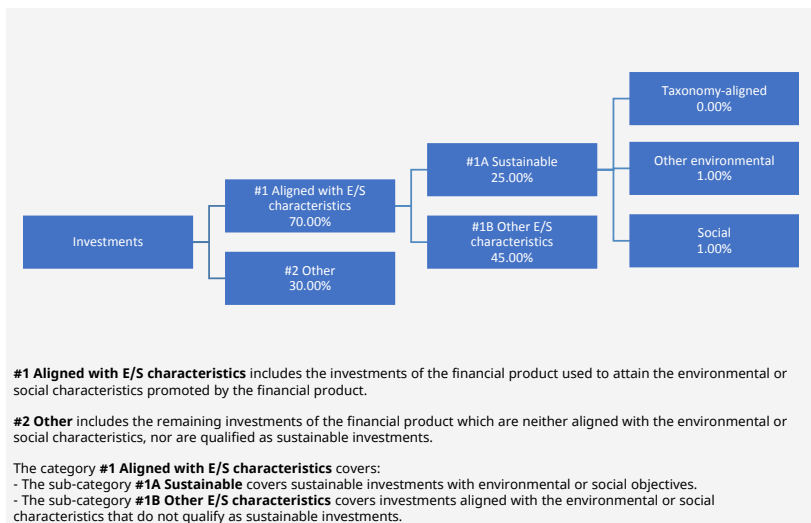 Investments
#1 Aligned with E/S
characteristics
70.00%
#2 Other
30.00%
#1A Sustainable
25.00%
#1B Other E/S
characteristics
45.00%
Taxonomy-aligned
0.00%
Other environmental
1.00%
Social
1.00%
#1 Aligned with E/S characteristics includes the investments of the financial product used to attain the environmental or
social characteristics promoted by the financial product.
#2 Other includes the remaining investments of the financial product which are neither aligned with the environmental or
social characteristics, nor are qualified as sustainable investments.
The category #1 Aligned with E/S characteristics covers:
- The sub-category #1A Sustainable covers sustainable investments with environmental or social objectives.
- The sub-category #1B Other E/S characteristics covers investments aligned with the environmental or social
characteristics that do not qualify as sustainable investments.